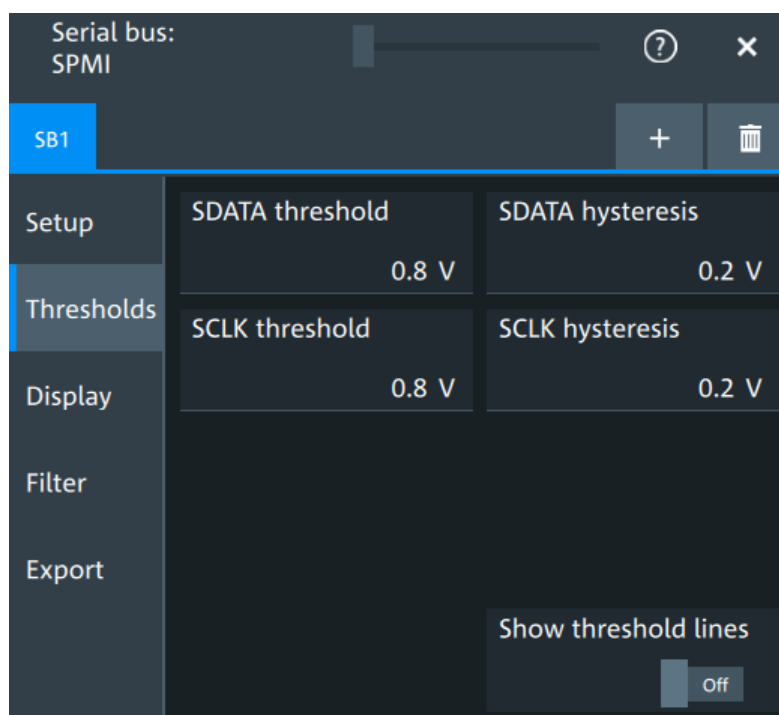 Serial bus:
SPMI
?
SB1
+
Setup
Thresholds
Display
Filter
Export
SDATA threshold
0.8 V
SDATA hysteresis
0.2 V
SCLK threshold
0.8 V
SCLK hysteresis
0.2 V
Show threshold lines
Off